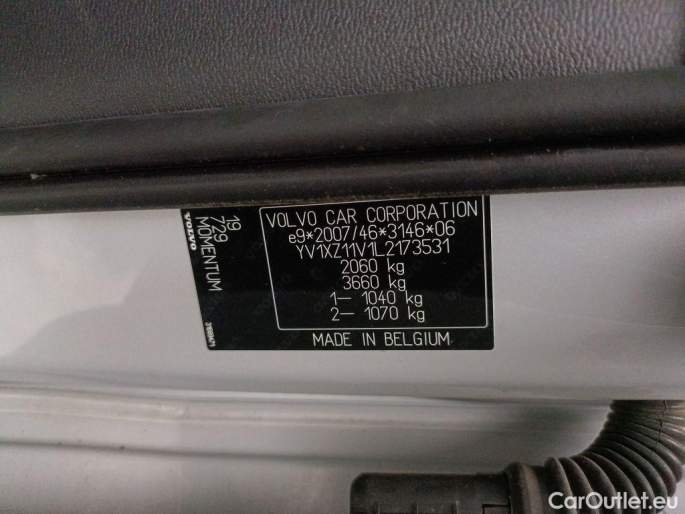 VOLVO CAR CORPORATION
e9*2007/46*3146*06
YV1XZ11V1L2173531
2060 kg
3660 kg
1– 1040 kg
2– 1070 kg
MADE IN BELGIUM
19
729
MOMENTUM
VOLVO
CarOutlet.eu